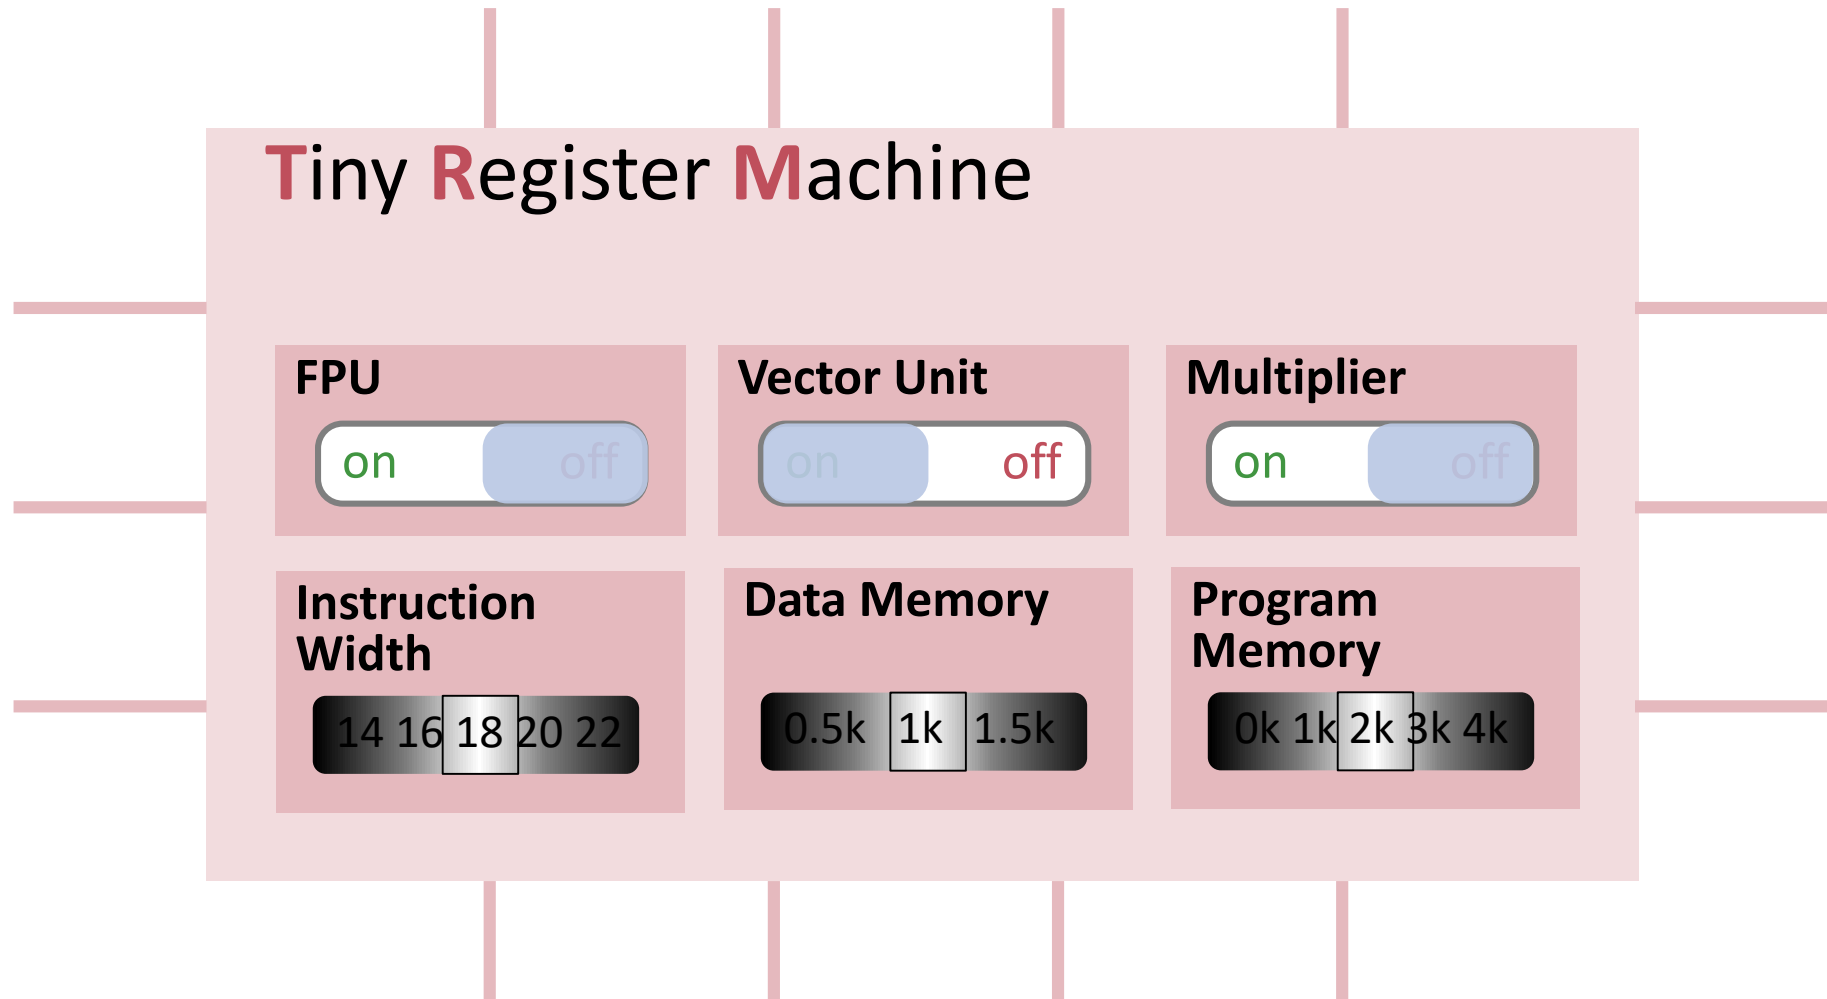 Tiny Register Machine
FPU
on off
Vector Unit
on off
Multiplier
on off
Instruction
Width
14 16 18 20 22
Data Memory
0.5k 1k 1.5k
Program
Memory
0k 1k 2k 3k 4k